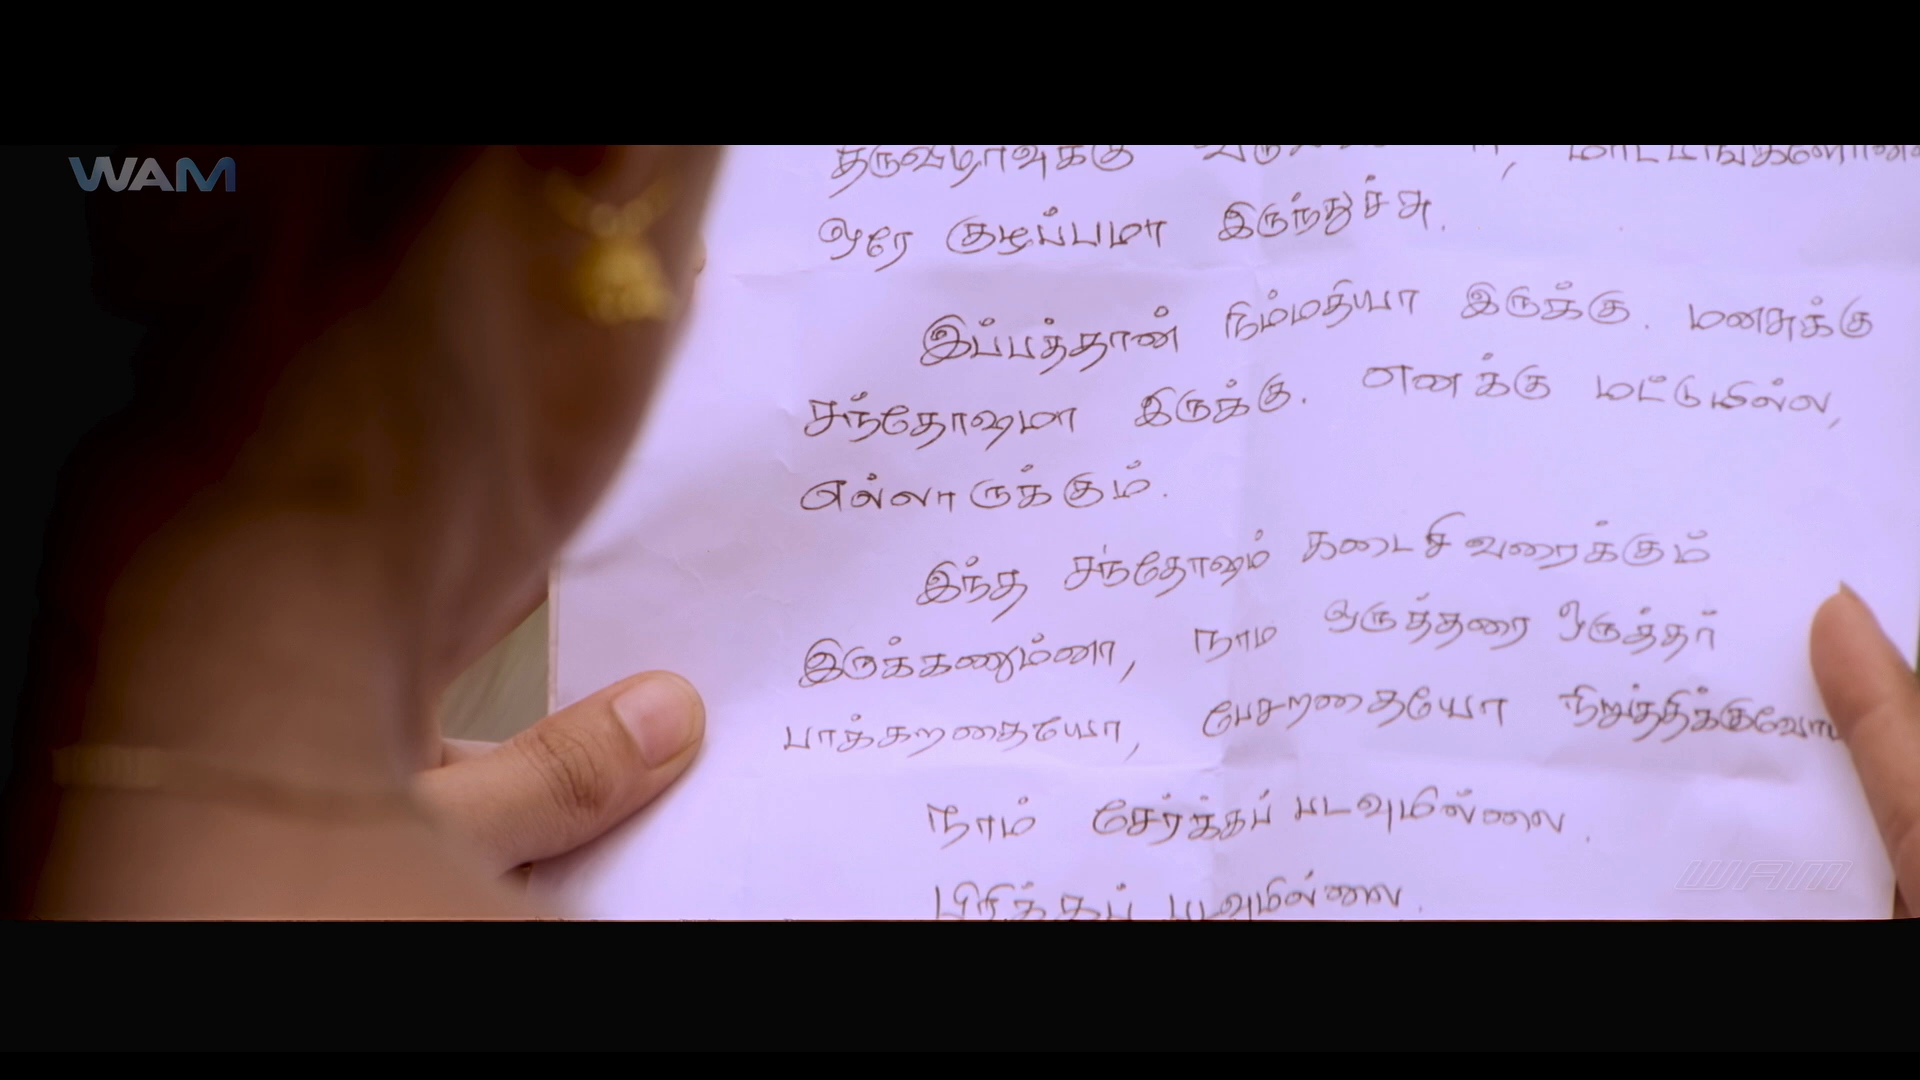 WAM
திருவிழாவுக்கு
ஒரே குழப்பமா இருந்துச்சு.
இப்பத்தான் நிம்மதியா இருக்கு. மனசுக்கு
சந்தோஷமா இருக்கு. எனக்கு மட்டுமில்ல,
எல்லாருக்கும்.
இந்த சந்தோஷம் கடைசிவரைக்கும்
இருக்கணும்னா, நாம ஒருத்தரை ஒருத்தர்
பாக்கறதையோ, பேசறதையோ நிறுத்திக்குவோம்
நாம் சேர்க்கப் படவுமில்லை.
பிரிக்கப் படவுமில்லை.
WAM